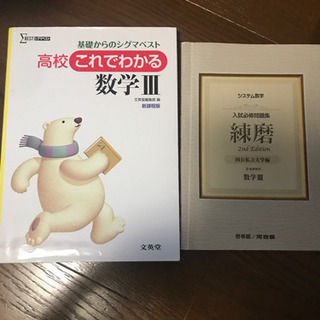 Σ BEST シグマベスト
基礎からのシグマベスト
高校 これでわかる
数学III
文英堂編集部 編
新課程版
文英堂
システム数学
入試必修問題集
練磨
2nd Edition
国公私立大学編
数学III
啓林館/河合塾